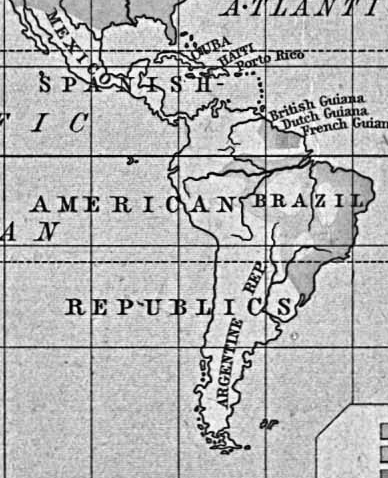 ATLANTI
MEXICO
CUBA
HAITI
Porto Rico
SPANISH-
FIC
British Guiana
Dutch Guiana
French Guian
AMERICAN
BRAZIL
AN
REPUBLICS
ARGENTINE REP.